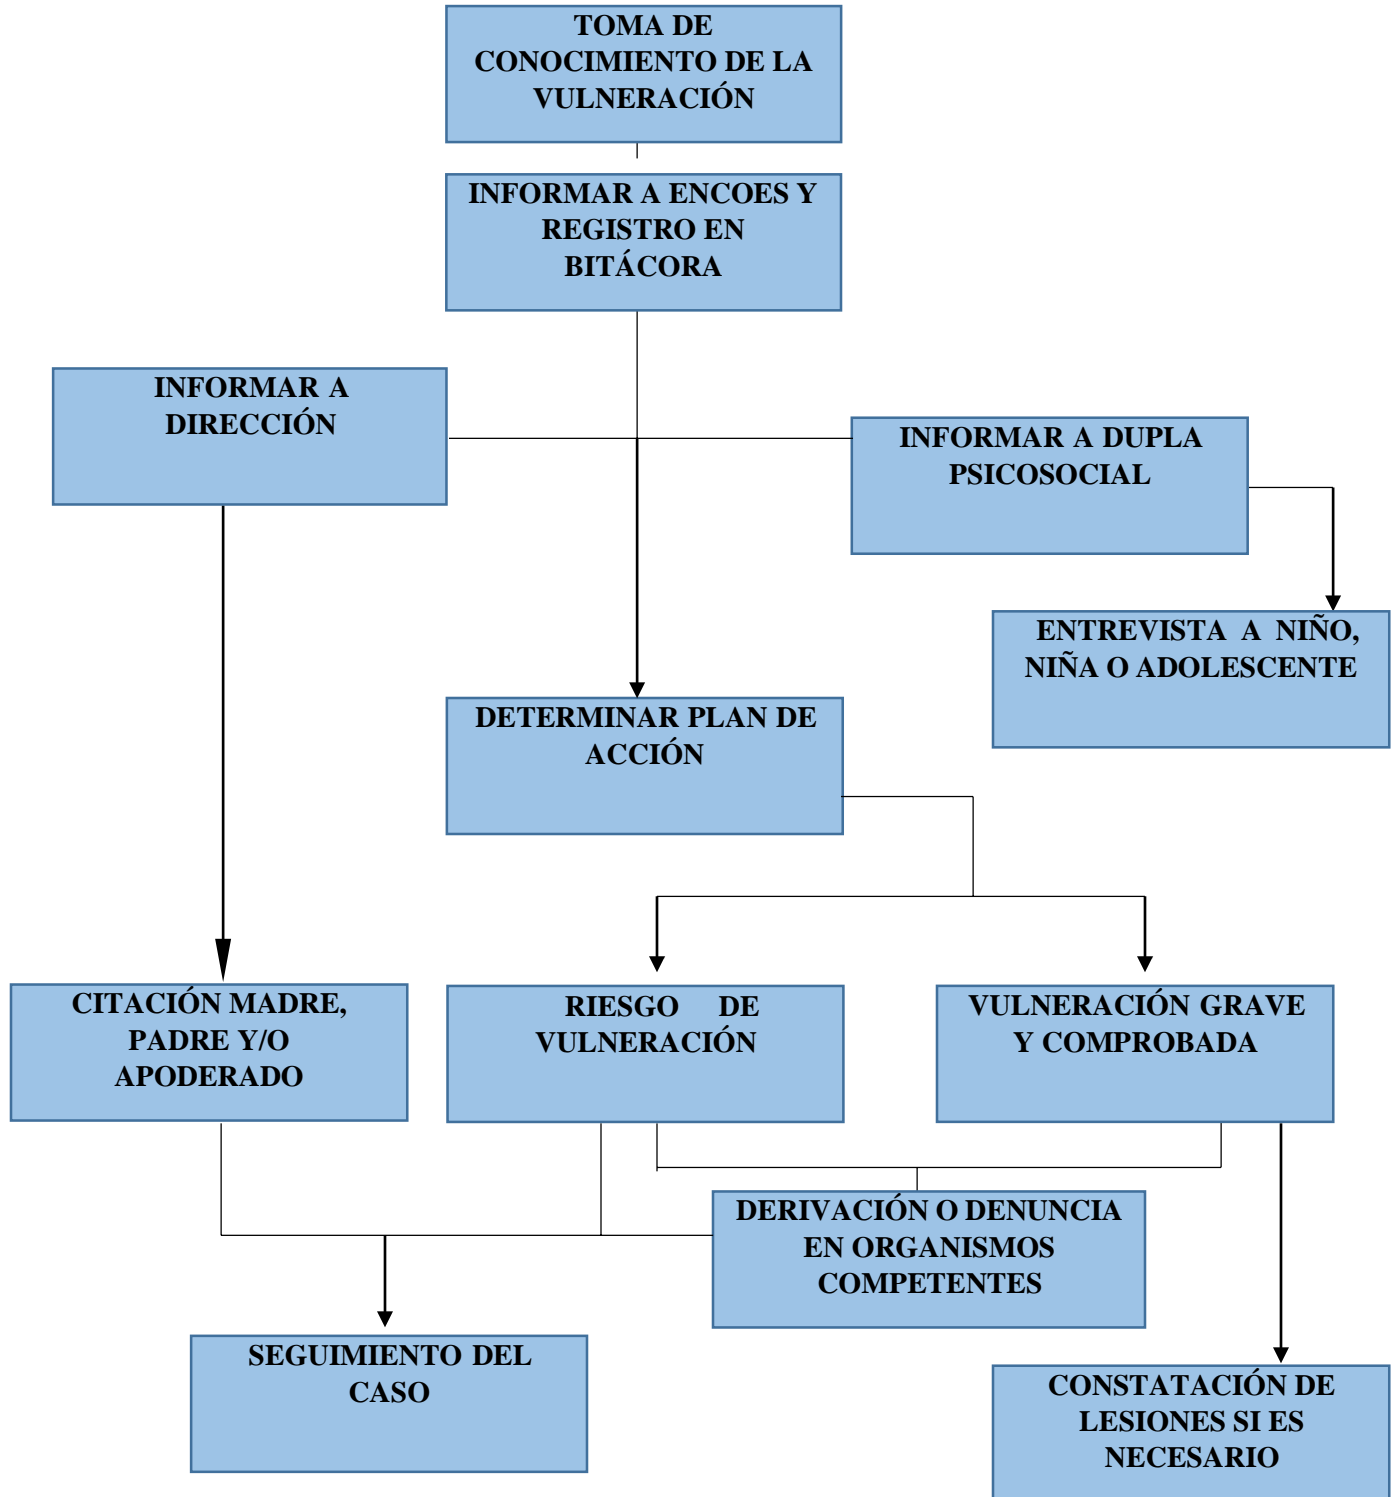 TOMA DE
CONOCIMIENTO DE LA
VULNERACIÓN
INFORMAR A ENCOES Y
REGISTRO EN
BITÁCORA
INFORMAR A
DIRECCIÓN
INFORMAR A DUPLA
PSICOSOCIAL
ENTREVISTA A NIÑO,
NIÑA O ADOLESCENTE
DETERMINAR PLAN DE
ACCIÓN
CITACIÓN MADRE,
PADRE Y/O
APODERADO
RIESGO DE
VULNERACIÓN
VULNERACIÓN GRAVE
Y COMPROBADA
DERIVACIÓN O DENUNCIA
EN ORGANISMOS
COMPETENTES
SEGUIMIENTO DEL
CASO
CONSTATACIÓN DE
LESIONES SI ES
NECESARIO